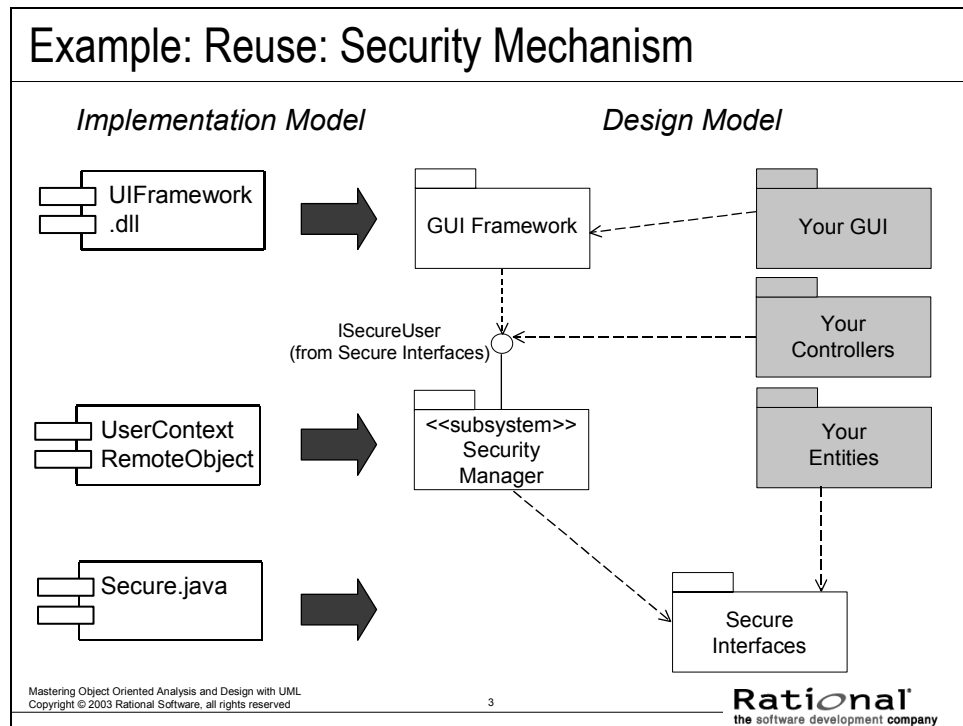 Example: Reuse: Security Mechanism
Implementation Model
Design Model
UIFramework
.dll
GUI Framework
Your GUI
ISecureUser
(from Secure Interfaces)
Your
Controllers
UserContext
RemoteObject
<<subsystem>>
Security
Manager
Your
Entities
Secure.java
Secure
Interfaces
Mastering Object Oriented Analysis and Design with UML
Copyright © 2003 Rational Software, all rights reserved
3
Rational
the software development company